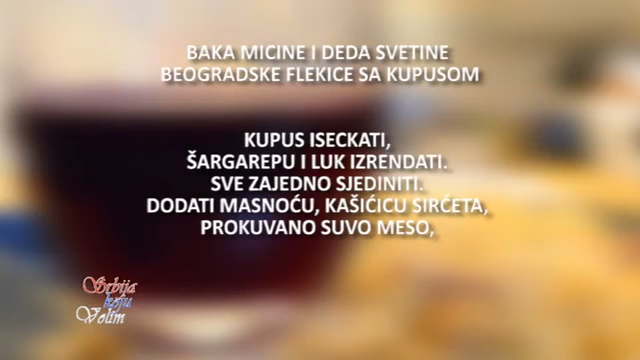 BAKA MICINE I DEDA SVETINE
BEOGRADSKE FLEKICE SA KUPUSOM
KUPUS ISECKATI,
ŠARGAREPU I LUK IZRENDATI.
SVE ZAJEDNO SJEDINITI.
DODATI MASNOĆU, KAŠIĆICU SIRĆETA,
PROKUVANO SUVO MESO,
Srbija
koju
Volim